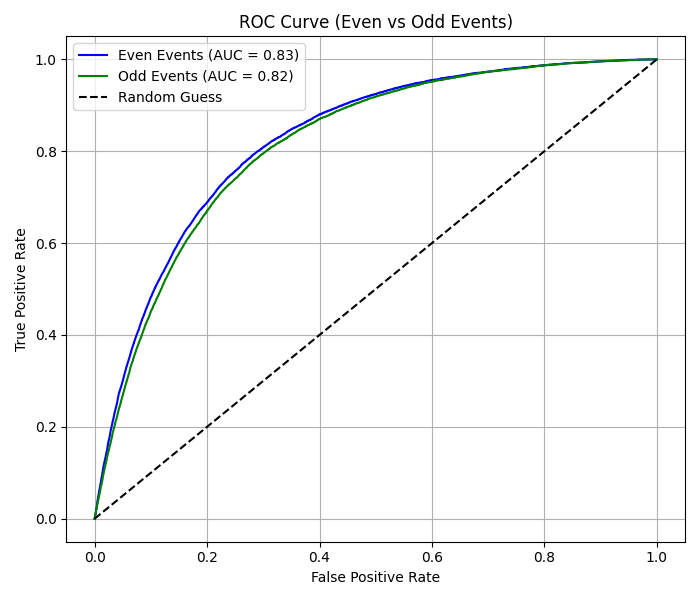 ROC Curve (Even vs Odd Events)
Even Events (AUC = 0.83)
Odd Events (AUC = 0.82)
Random Guess
1.0
0.8
0.6
0.4
0.2
0.0
True Positive Rate
0.0 0.2 0.4 0.6 0.8 1.0
False Positive Rate